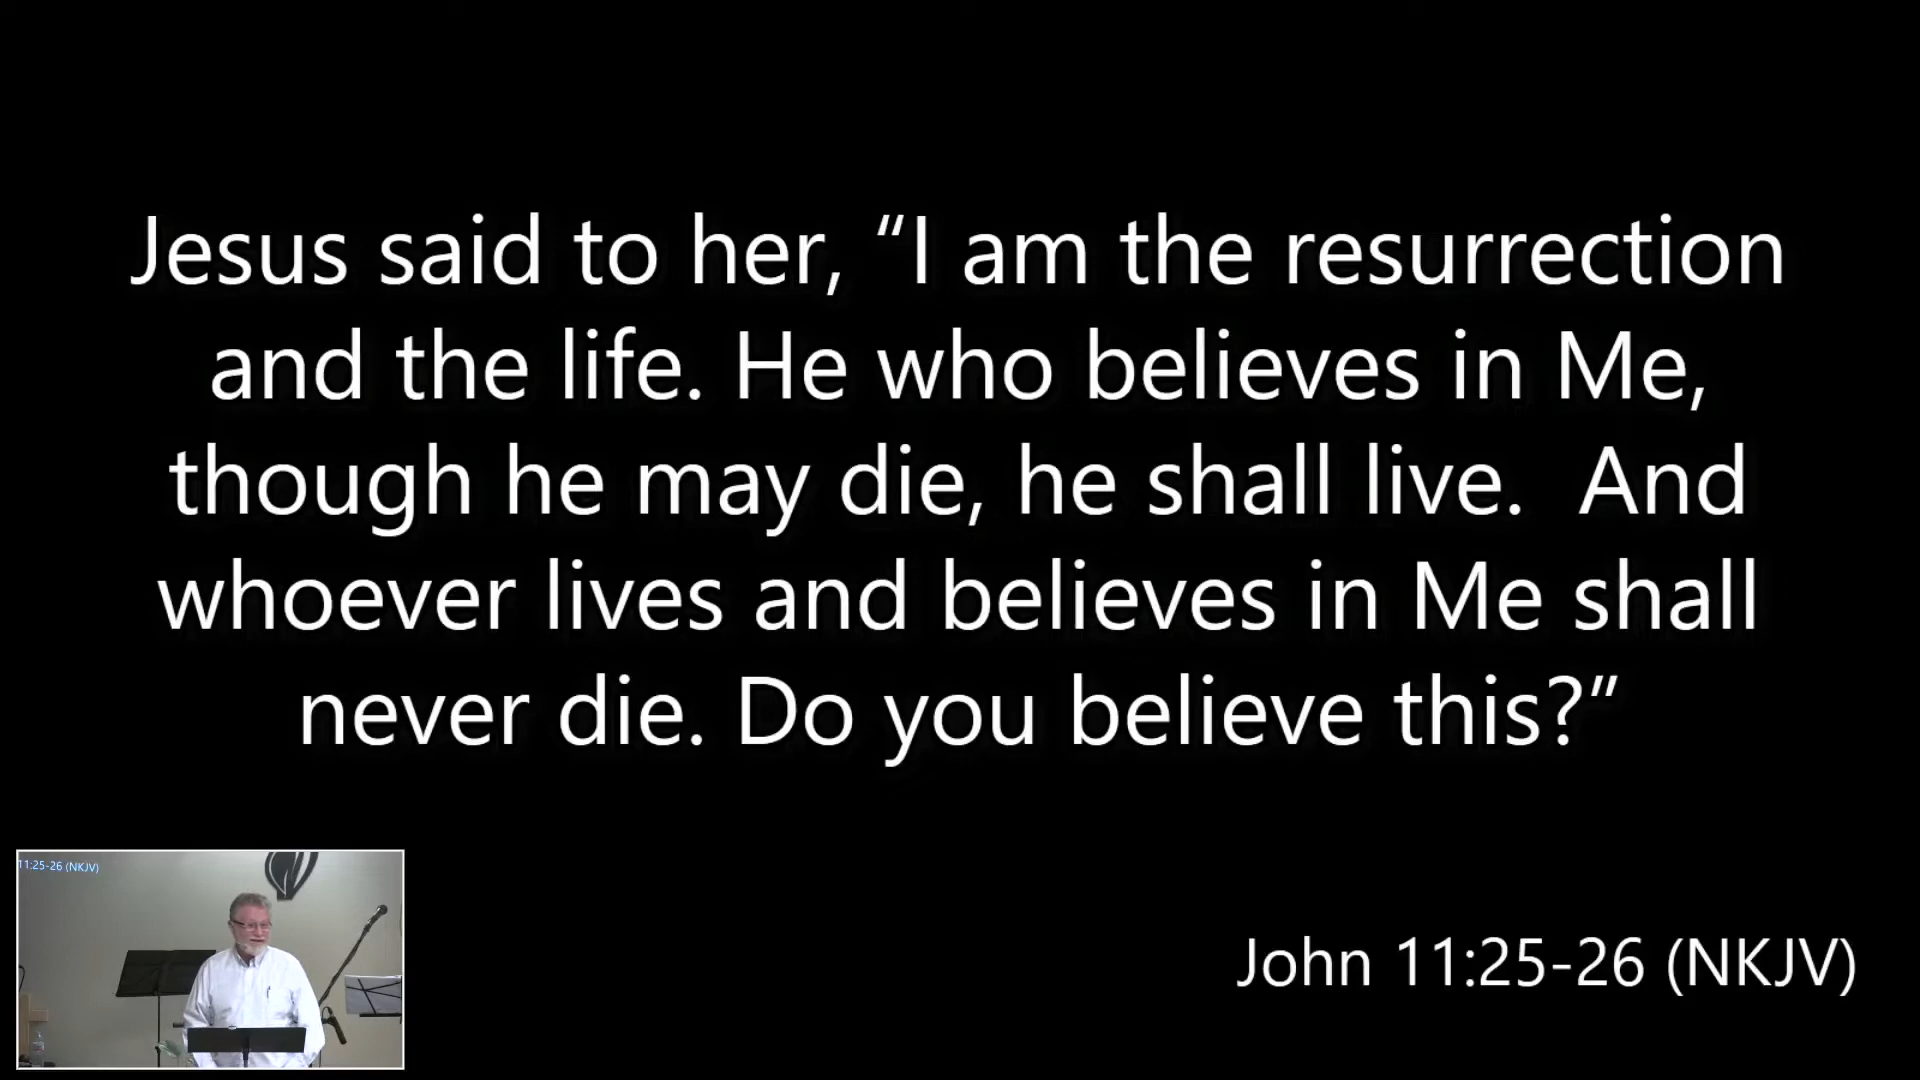 Jesus said to her, “I am the resurrection
and the life. He who believes in Me,
though he may die, he shall live.  And
whoever lives and believes in Me shall
never die. Do you believe this?”
11:25-26 (NKJV)
John 11:25-26 (NKJV)